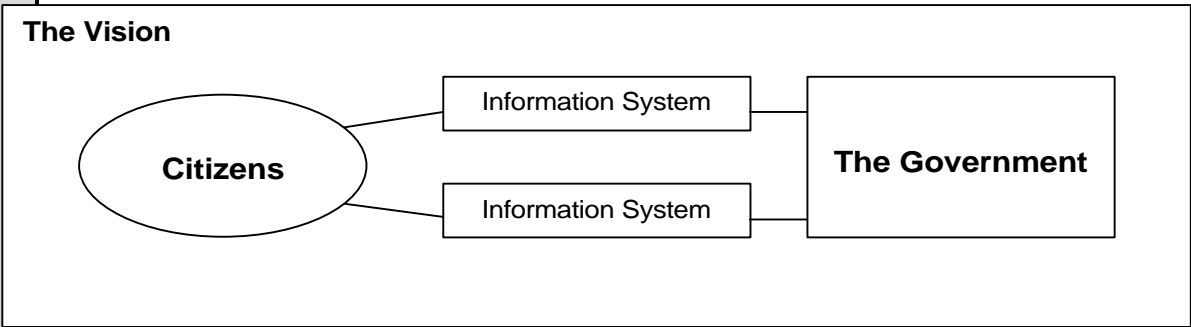 The Vision
Information System
Citizens
The Government
Information System